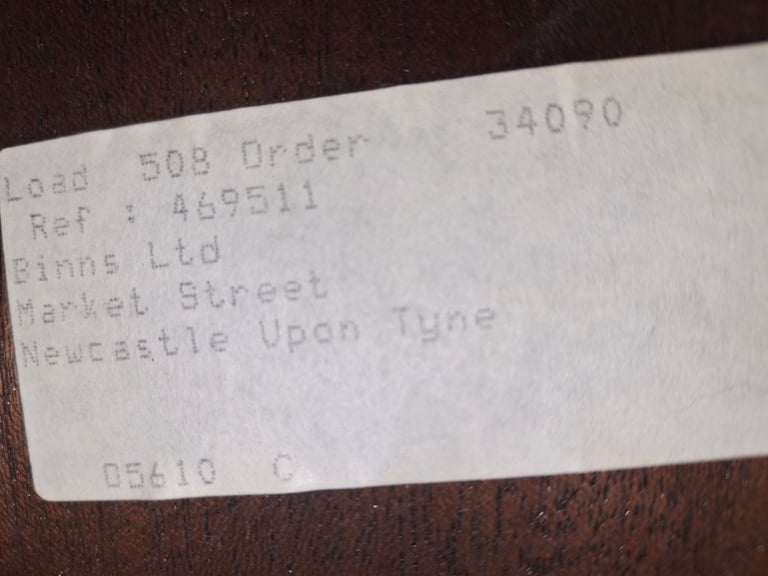 Load 508 Order 34090
Ref : 469511
Binns Ltd
Market Street
Newcastle Upon Tyne
05610 C